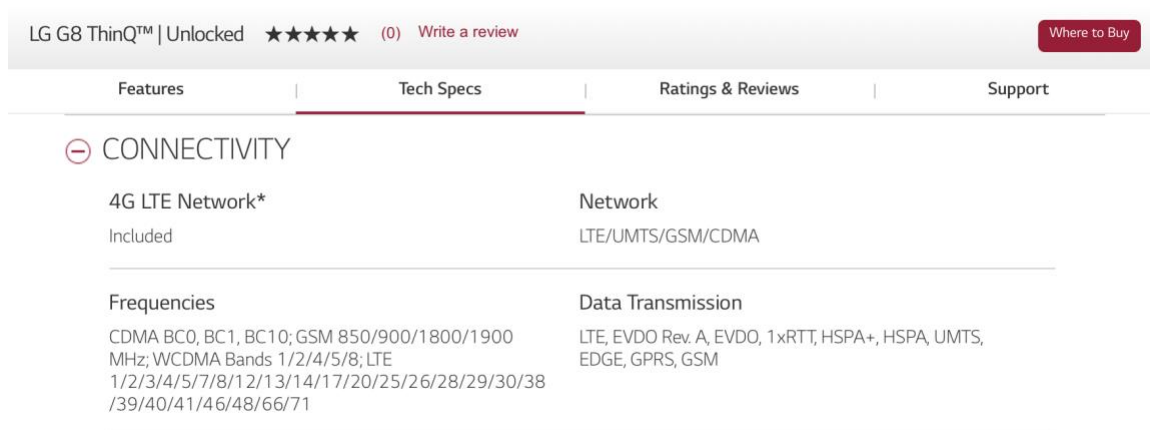 LG G8 ThinQ™ | Unlocked ★★★★★ (0) Write a review
Where to Buy
Features | Tech Specs | Ratings & Reviews | Support
CONNECTIVITY
4G LTE Network*
Included
Network
LTE/UMTS/GSM/CDMA
Frequencies
CDMA BC0, BC1, BC10; GSM 850/900/1800/1900
MHz; WCDMA Bands 1/2/4/5/8; LTE
1/2/3/4/5/7/8/12/13/14/17/20/25/26/28/29/30/38
/39/40/41/46/48/66/71
Data Transmission
LTE, EVDO Rev. A, EVDO, 1xRTT, HSPA+, HSPA, UMTS,
EDGE, GPRS, GSM